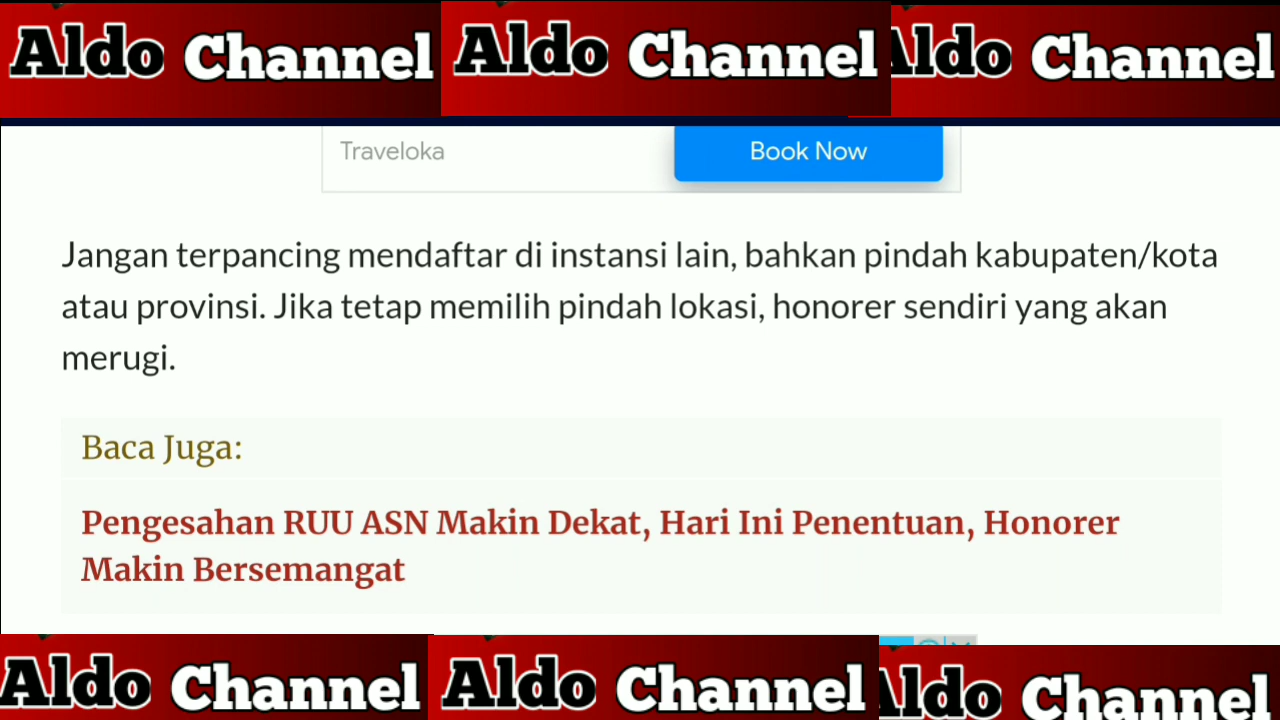 Aldo Channel Aldo Channel Aldo Channel
Traveloka Book Now
Jangan terpancing mendaftar di instansi lain, bahkan pindah kabupaten/kota
atau provinsi. Jika tetap memilih pindah lokasi, honorer sendiri yang akan
merugi.
Baca Juga:
Pengesahan RUU ASN Makin Dekat, Hari Ini Penentuan, Honorer
Makin Bersemangat
Aldo Channel Aldo Channel Aldo Channel